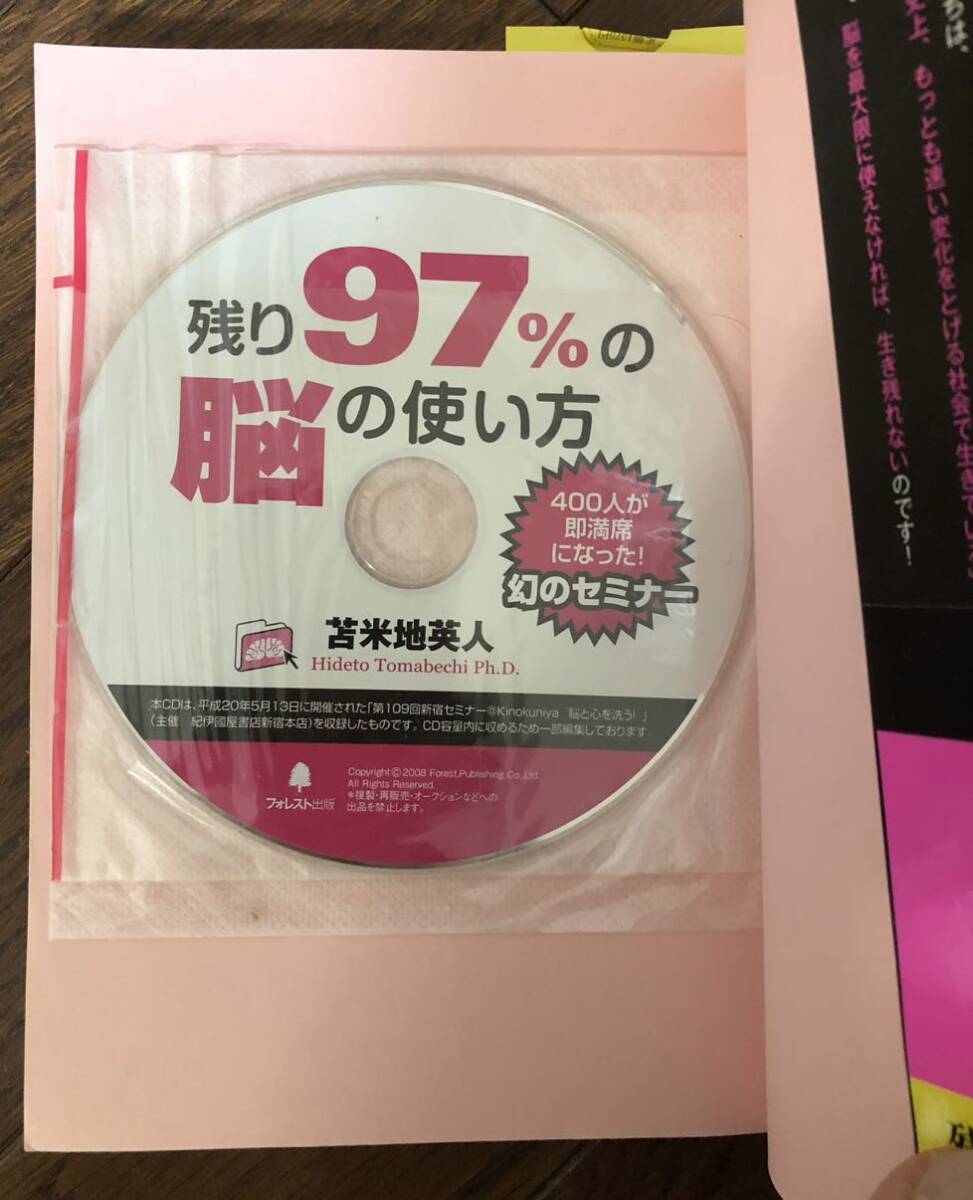 残り97%の
脳の使い方
400人が
即満席
になった!
幻のセミナー
苫米地英人
Hideto Tomabechi Ph.D.
本CDは、平成20年5月13日に開催された「第109回新宿セミナー@Kinokuniya 脳と心を洗う!」
(主催 紀伊國屋書店新宿本店)を収録したものです。CD容量内に収めるため一部編集しております。
フォレスト出版
Copyright©2008 Forest,Publishing Co.,Ltd.
All Rights Reserved.
*複製・再販売・オークションなどへの
出品を禁止します。
ちは、
史上、もっとも速い変化をとげる社会で生きてい
脳を最大限に使えなければ、生き残れないのです!